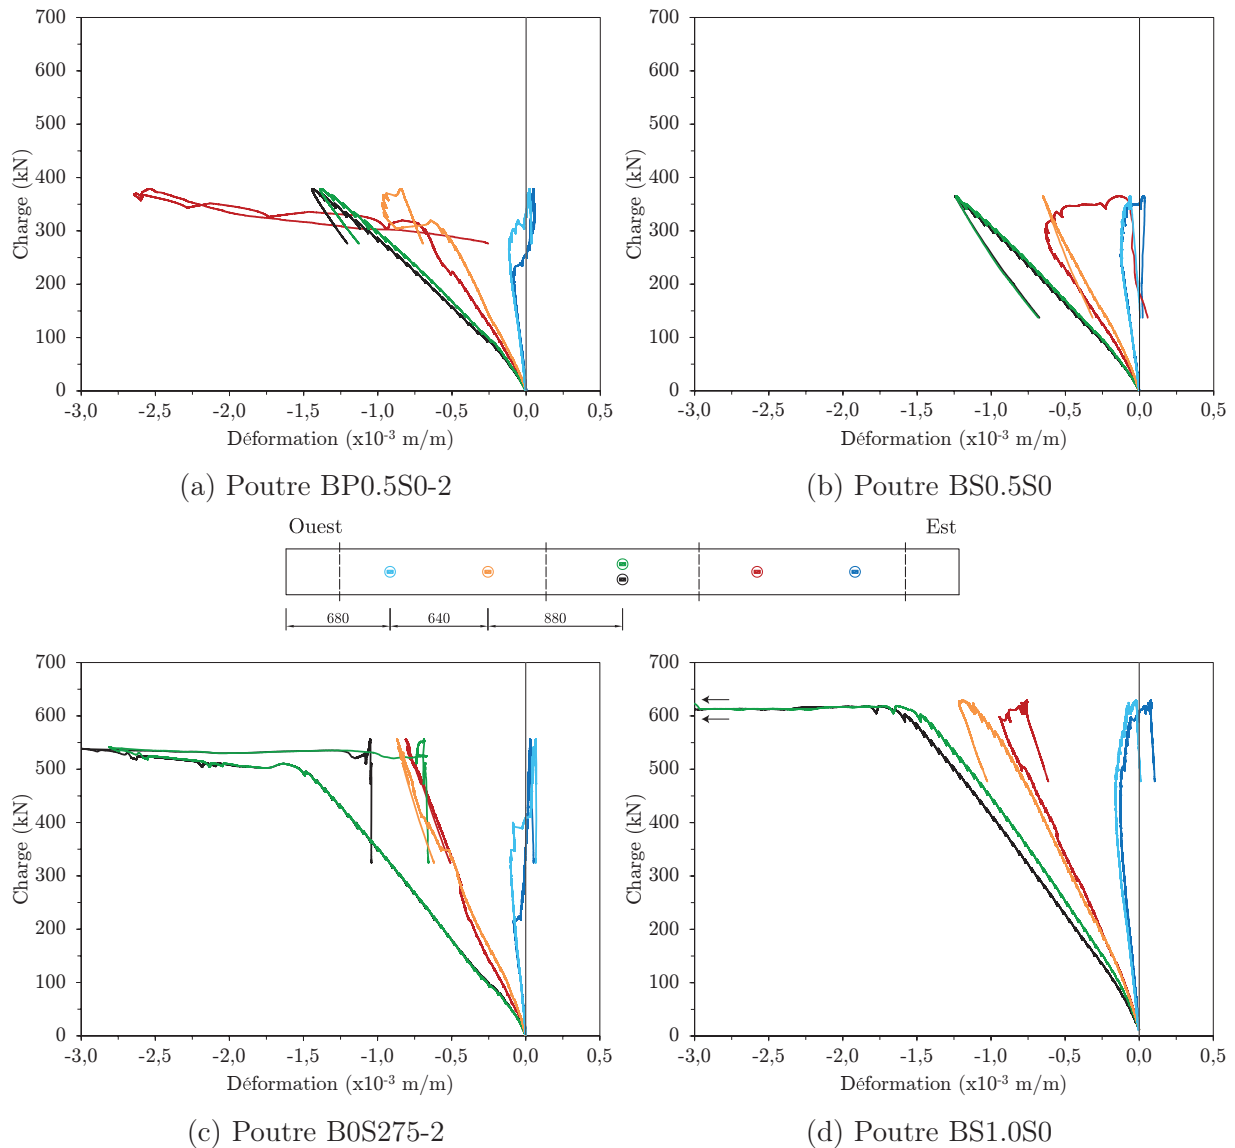 700
600
500
400
300
200
100
0
Charge (kN)
-3,0 -2,5 -2,0 -1,5 -1,0 -0,5 0,0 0,5
Déformation (x10⁻³ m/m)
(a) Poutre BP0.5S0-2
700
600
500
400
300
200
100
0
Charge (kN)
-3,0 -2,5 -2,0 -1,5 -1,0 -0,5 0,0 0,5
Déformation (x10⁻³ m/m)
(b) Poutre BS0.5S0
Ouest Est
680 640 880
700
600
500
400
300
200
100
0
Charge (kN)
-3,0 -2,5 -2,0 -1,5 -1,0 -0,5 0,0 0,5
Déformation (x10⁻³ m/m)
(c) Poutre B0S275-2
700
600
500
400
300
200
100
0
Charge (kN)
-3,0 -2,5 -2,0 -1,5 -1,0 -0,5 0,0 0,5
Déformation (x10⁻³ m/m)
(d) Poutre BS1.0S0